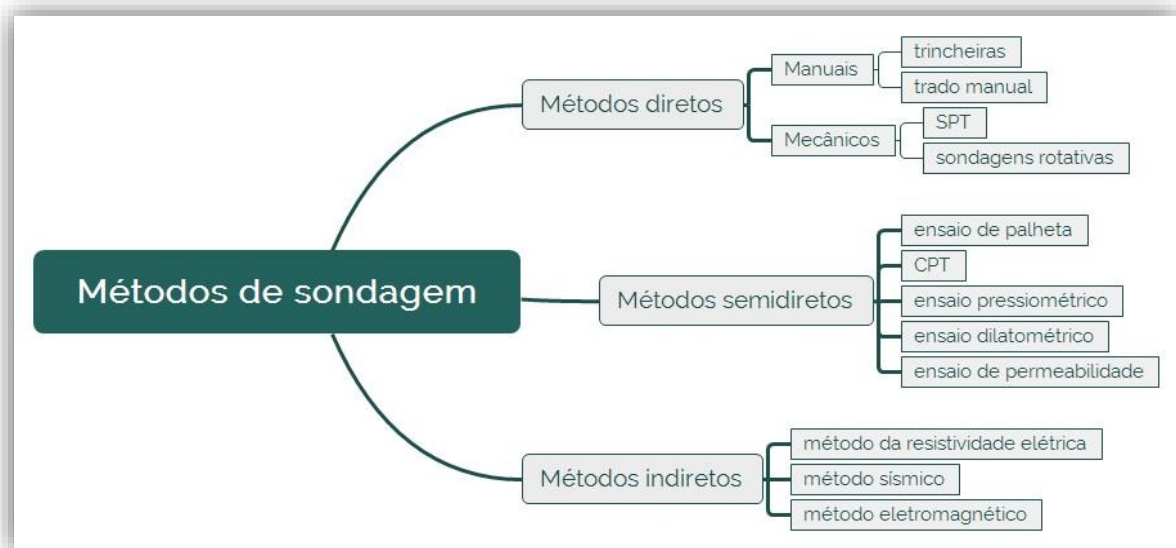 Métodos de sondagem
Métodos diretos
Manuais
trincheiras
trado manual
Mecânicos
SPT
sondagens rotativas
Métodos semidiretos
ensaio de palheta
CPT
ensaio pressiométrico
ensaio dilatométrico
ensaio de permeabilidade
Métodos indiretos
método da resistividade elétrica
método sísmico
método eletromagnético